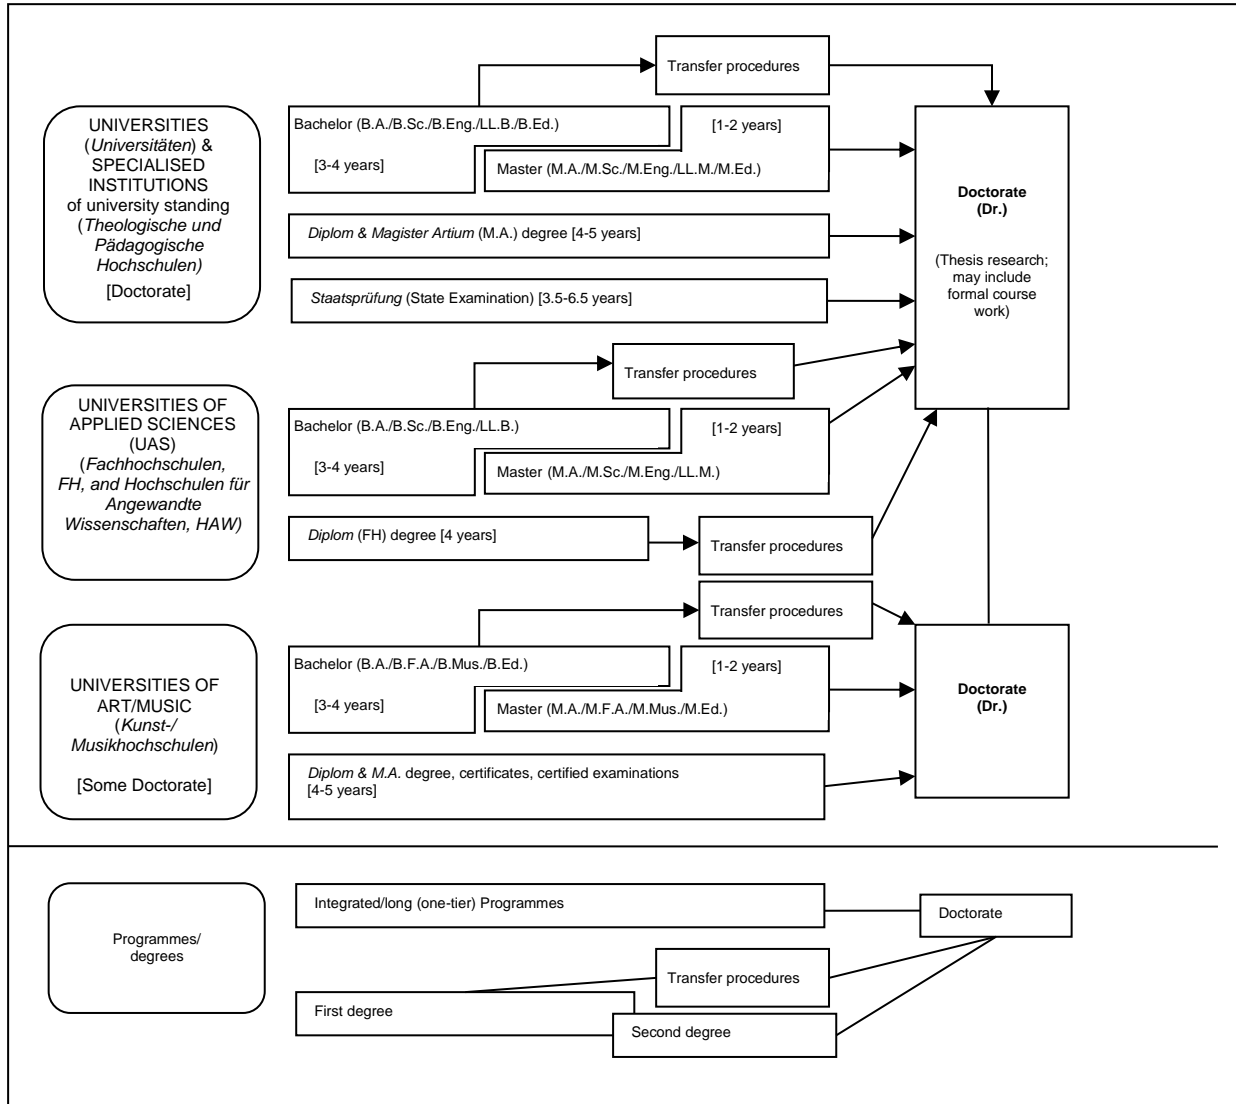 Transfer procedures
UNIVERSITIES
(Universitäten) &
SPECIALISED
INSTITUTIONS
of university standing
(Theologische und
Pädagogische
Hochschulen)
[Doctorate]
Bachelor (B.A./B.Sc./B.Eng./LL.B./B.Ed.)
[3-4 years]
[1-2 years]
Master (M.A./M.Sc./M.Eng./LL.M./M.Ed.)
Diplom & Magister Artium (M.A.) degree [4-5 years]
Staatsprüfung (State Examination) [3.5-6.5 years]
Doctorate
(Dr.)
(Thesis research;
may include
formal course
work)
Transfer procedures
UNIVERSITIES OF
APPLIED SCIENCES
(UAS)
(Fachhochschulen,
FH, and Hochschulen für
Angewandte
Wissenschaften, HAW)
Bachelor (B.A./B.Sc./B.Eng./LL.B.)
[3-4 years]
[1-2 years]
Master (M.A./M.Sc./M.Eng./LL.M.)
Diplom (FH) degree [4 years]
Transfer procedures
Transfer procedures
UNIVERSITIES OF
ART/MUSIC
(Kunst-/
Musikhochschulen)
[Some Doctorate]
Bachelor (B.A./B.F.A./B.Mus./B.Ed.)
[3-4 years]
[1-2 years]
Master (M.A./M.F.A./M.Mus./M.Ed.)
Diplom & M.A. degree, certificates, certified examinations
[4-5 years]
Doctorate
(Dr.)
Programmes/
degrees
Integrated/long (one-tier) Programmes
Doctorate
Transfer procedures
First degree
Second degree